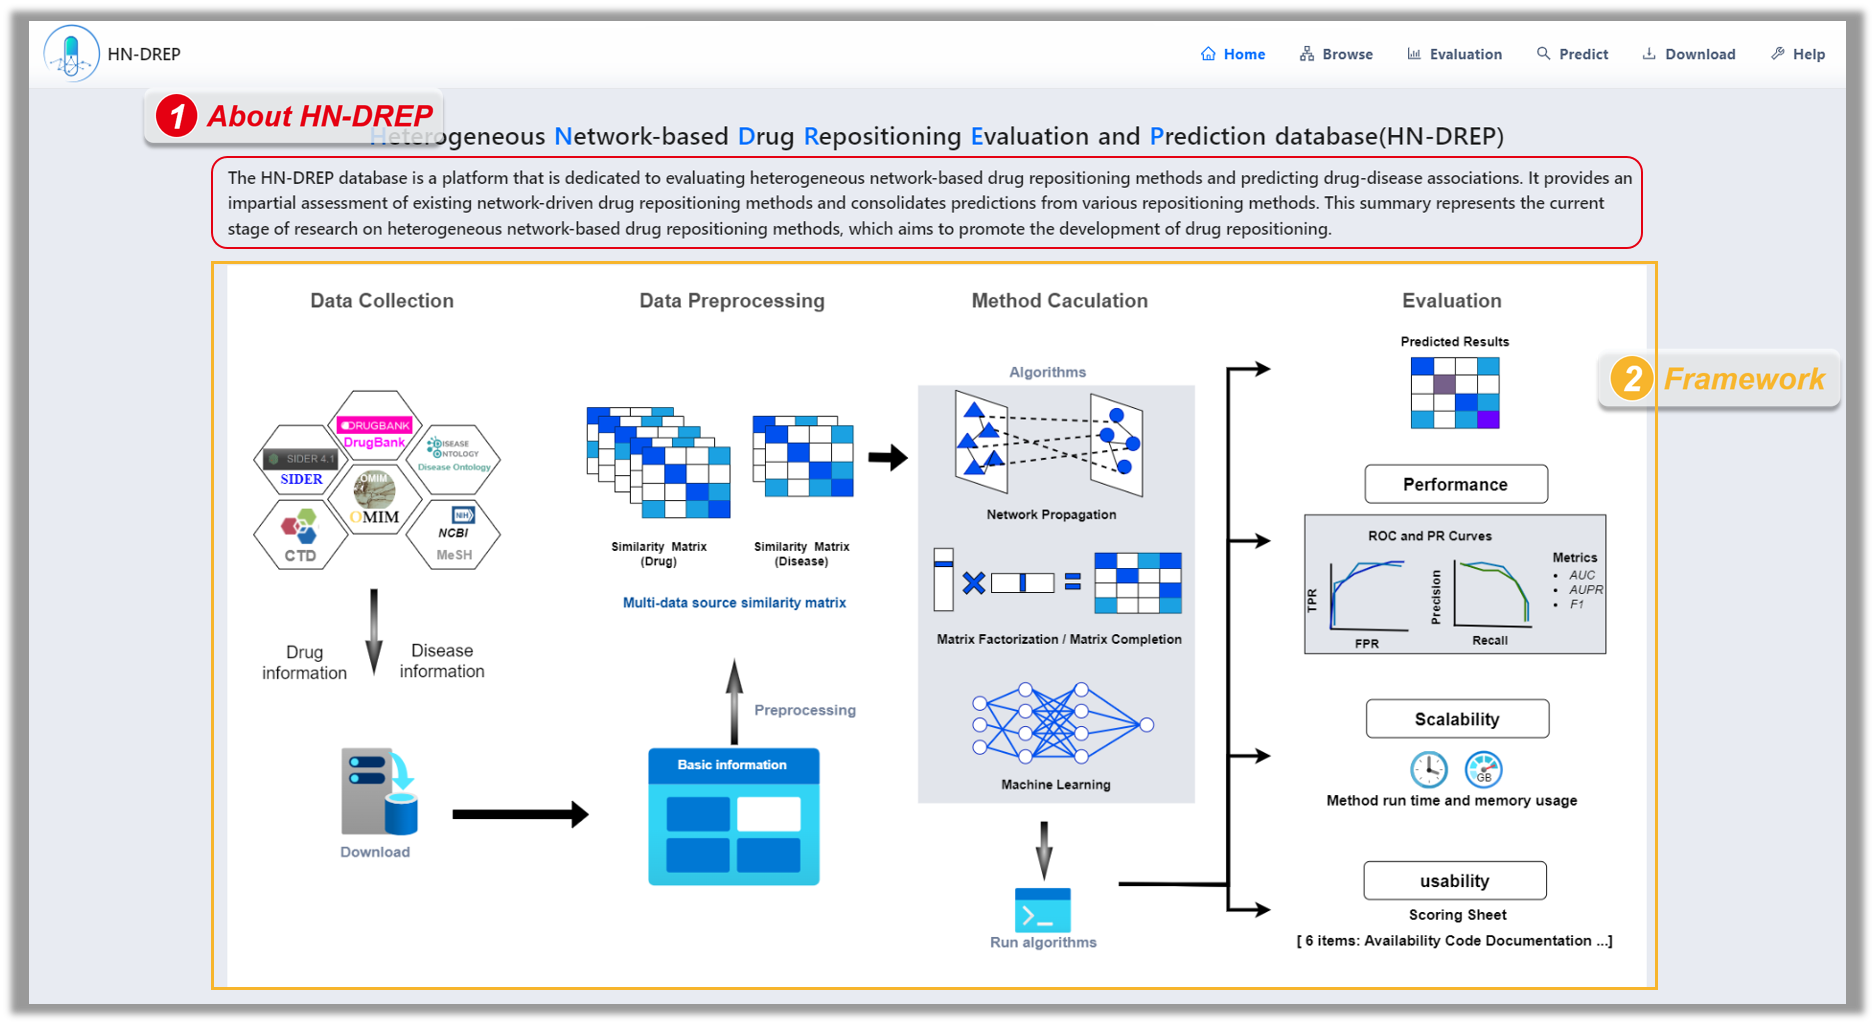 HN-DREP
Home Browse Evaluation Predict Download Help
1 About HN-DREP
Heterogeneous Network-based Drug Repositioning Evaluation and Prediction database(HN-DREP)
The HN-DREP database is a platform that is dedicated to evaluating heterogeneous network-based drug repositioning methods and predicting drug-disease associations. It provides an
impartial assessment of existing network-driven drug repositioning methods and consolidates predictions from various repositioning methods. This summary represents the current
stage of research on heterogeneous network-based drug repositioning methods, which aims to promote the development of drug repositioning.
2 Framework
Data Collection
DRUGBANK
DrugBank
SIDER 4.1
SIDER
DISEASE
ONTOLOGY
Disease Ontology
OMIM
OMIM
CTD
NIH
NCBI
MeSH
Drug
information
Disease
information
Download
Data Preprocessing
Similarity Matrix
(Drug)
Similarity Matrix
(Disease)
Multi-data source similarity matrix
Preprocessing
Basic information
Method Caculation
Algorithms
Network Propagation
Matrix Factorization / Matrix Completion
Machine Learning
Run algorithms
Evaluation
Predicted Results
Performance
ROC and PR Curves
TPR
FPR
Precision
Recall
Metrics
• AUC
• AUPR
• F1
Scalability
GB
Method run time and memory usage
usability
Scoring Sheet
[ 6 items: Availability Code Documentation ...]